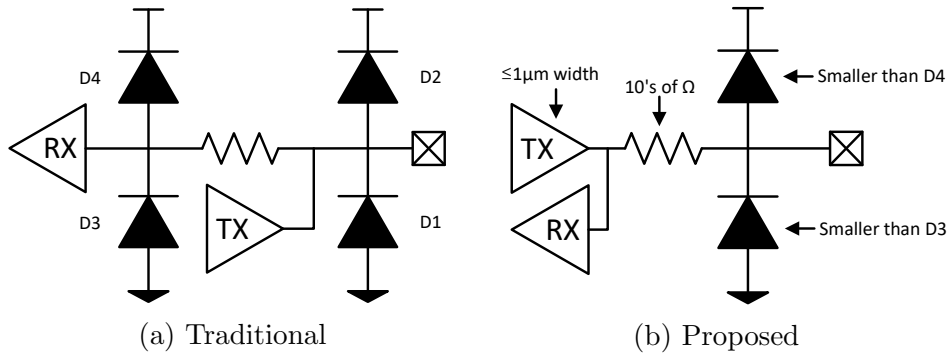 D4
D2
RX
TX
D3
D1
(a) Traditional
≤1µm width
10's of Ω
Smaller than D4
TX
RX
Smaller than D3
(b) Proposed